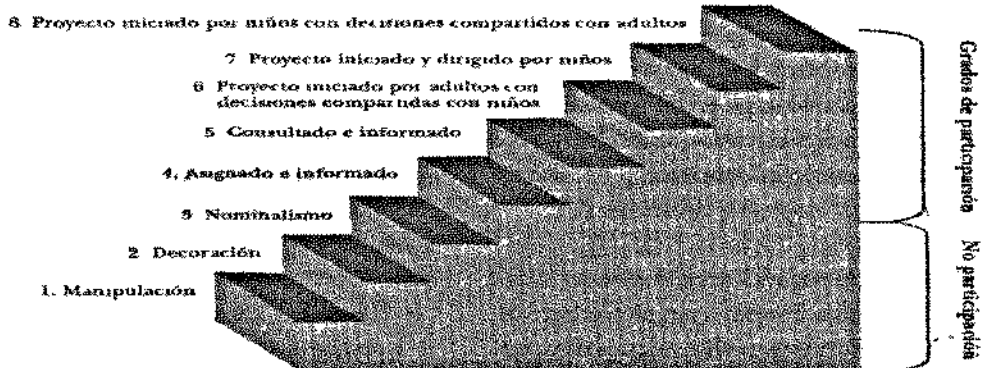 8 Proyecto iniciado por niños con decisiones compartidos con adultos
7 Proyecto iniciado y dirigido por niños
6 Proyecto iniciado por adultos con
decisiones compartidas con niños
5 Consultado e informado
4. Asignado e informado
3 Nominalismo
2 Decoración
1. Manipulación
Grados de participación
No participación